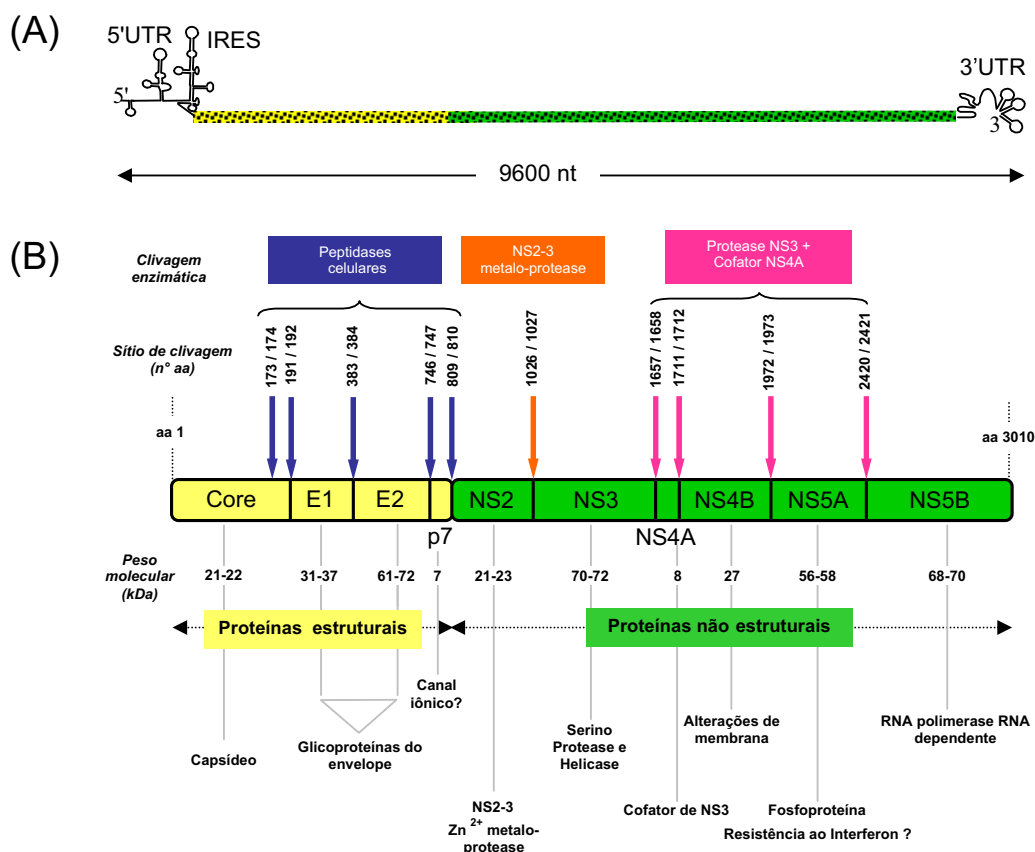 (A)
5'UTR
IRES
3'UTR
5'
3'
9600 nt
(B)
Clivagem
enzimática
Peptidases
celulares
NS2-3
metalo-protease
Protease NS3 +
Cofator NS4A
Sítio de clivagem
(n° aa)
173 / 174
191 / 192
383 / 384
746 / 747
809 / 810
1026 / 1027
1657 / 1658
1711 / 1712
1972 / 1973
2420 / 2421
aa 1
aa 3010
Core
E1
E2
NS2
NS3
NS4B
NS5A
NS5B
p7
NS4A
Peso
molecular
(kDa)
21-22
31-37
61-72
7
21-23
70-72
8
27
56-58
68-70
Proteínas estruturais
Proteínas não estruturais
Canal
iônico?
Capsídeo
Glicoproteínas do
envelope
Serino
Protease e
Helicase
Alterações de
membrana
RNA polimerase RNA
dependente
NS2-3
Zn 2+ metalo-
protease
Cofator de NS3
Fosfoproteína
Resistência ao Interferon ?